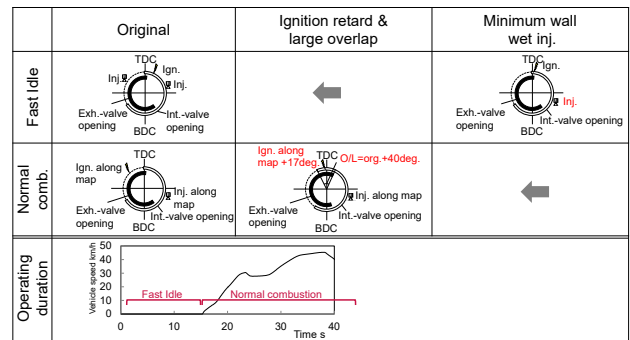 Original
Ignition retard &
large overlap
Minimum wall
wet inj.
Fast Idle
TDC
Ign.
Inj.
Inj.
Exh.-valve
opening
Int.-valve
opening
BDC
TDC
Ign.
Inj.
Exh.-valve
opening
Int.-valve
opening
BDC
Normal
comb.
TDC
Ign. along
map
Inj. along
map
Exh.-valve
opening
Int.-valve opening
BDC
Ign. along
map +17deg.
TDC
O/L=org.+40deg.
Inj. along map
Exh.-valve
opening
Int.-valve opening
BDC
Operating
duration
Vehicle speed km/h
50
40
30
20
10
0
Fast Idle
Normal combustion
0
10
20
30
40
Time s